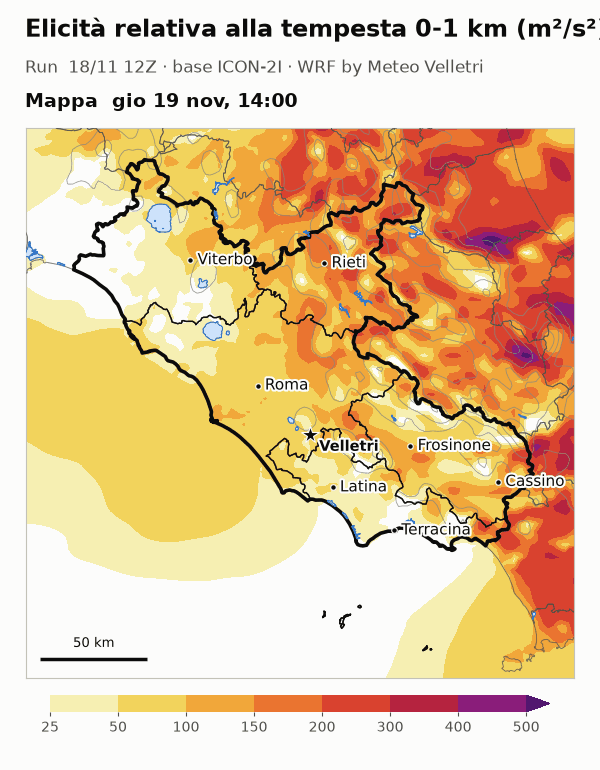 Elicità relativa alla tempesta 0-1 km (m²/s²)
Run 18/11 12Z · base ICON-2I · WRF by Meteo Velletri
Mappa gio 19 nov, 14:00
Viterbo
Rieti
Roma
Velletri
Frosinone
Cassino
Latina
Terracina
50 km
25 50 100 150 200 300 400 500